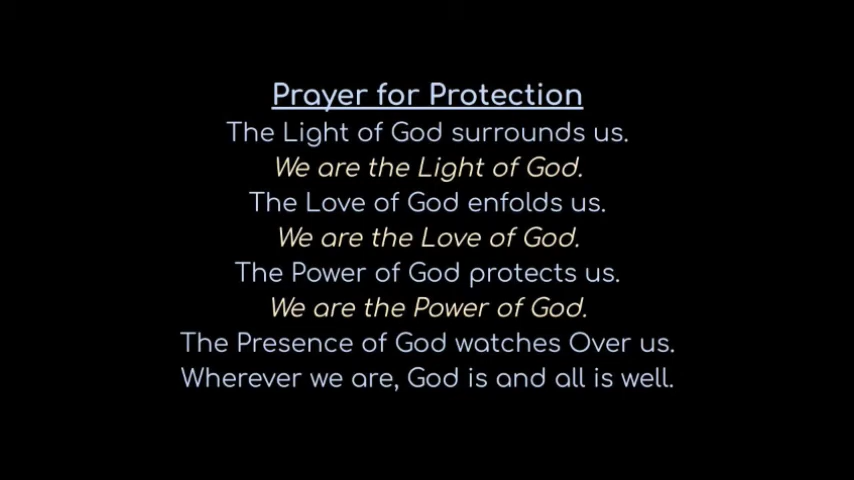 Prayer for Protection
The Light of God surrounds us.
We are the Light of God.
The Love of God enfolds us.
We are the Love of God.
The Power of God protects us.
We are the Power of God.
The Presence of God watches Over us.
Wherever we are, God is and all is well.